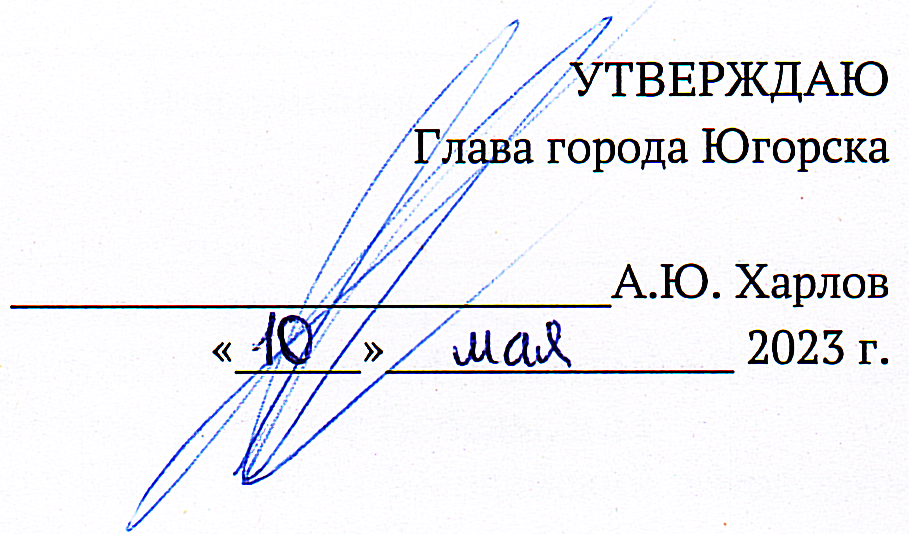 УТВЕРЖДАЮ
Глава города Югорска
А.Ю. Харлов
«10» мая 2023 г.